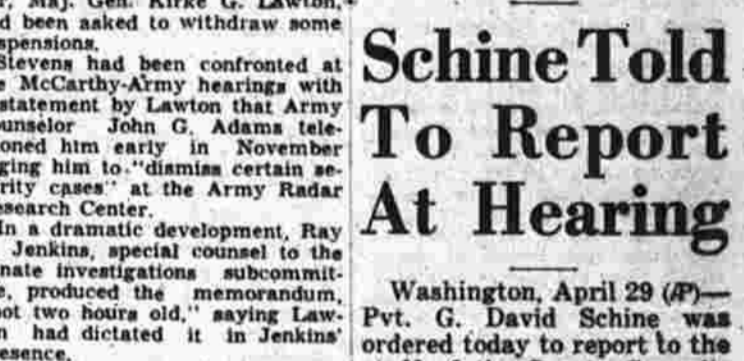 Maj. Gen. Kirke G. Lawton,
d been asked to withdraw some
spensions.
Stevens had been confronted at
e McCarthy-Army hearings with
statement by Lawton that Army
unselor John G. Adams tele-
oned him early in November
ging him to "dismiss certain se-
rity cases" at the Army Radar
esearch Center.
In a dramatic development, Ray
Jenkins, special counsel to the
nate investigations subcommit-
e, produced the memorandum,
ot two hours old," saying Law-
n had dictated it in Jenkins'
esence.
Schine Told
To Report
At Hearing
Washington, April 29 (AP)—
Pvt. G. David Schine was
ordered today to report to the